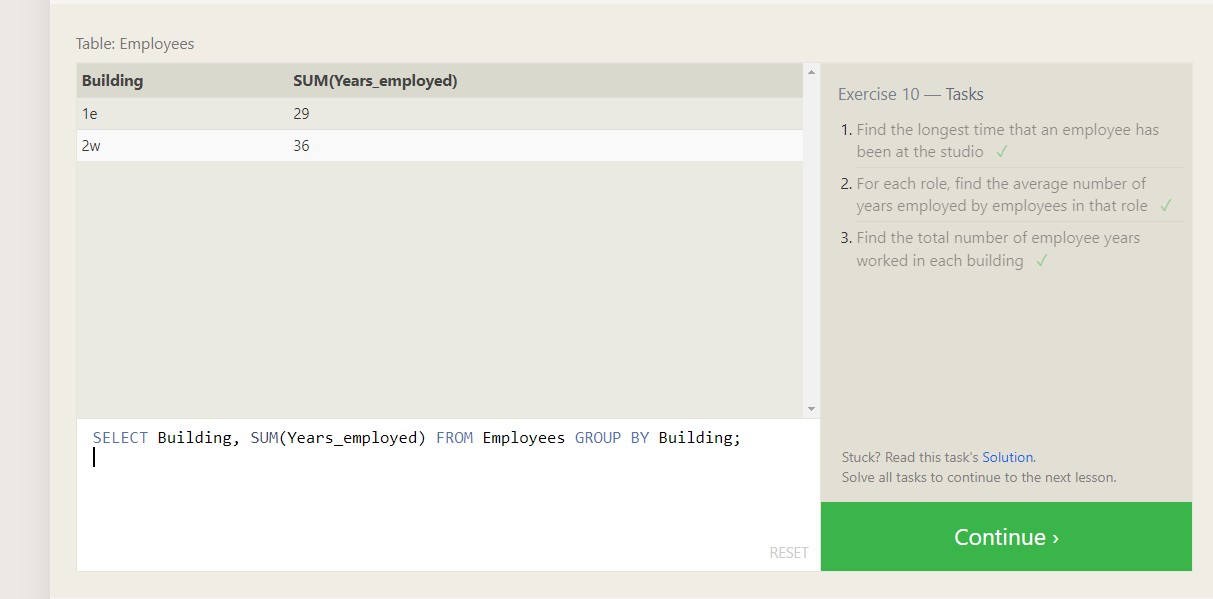 Table: Employees
Building SUM(Years_employed)
1e 29
2w 36
SELECT Building, SUM(Years_employed) FROM Employees GROUP BY Building;
RESET
Exercise 10 — Tasks
1. Find the longest time that an employee has
been at the studio ✓
2. For each role, find the average number of
years employed by employees in that role ✓
3. Find the total number of employee years
worked in each building ✓
Stuck? Read this task's Solution.
Solve all tasks to continue to the next lesson.
Continue ›